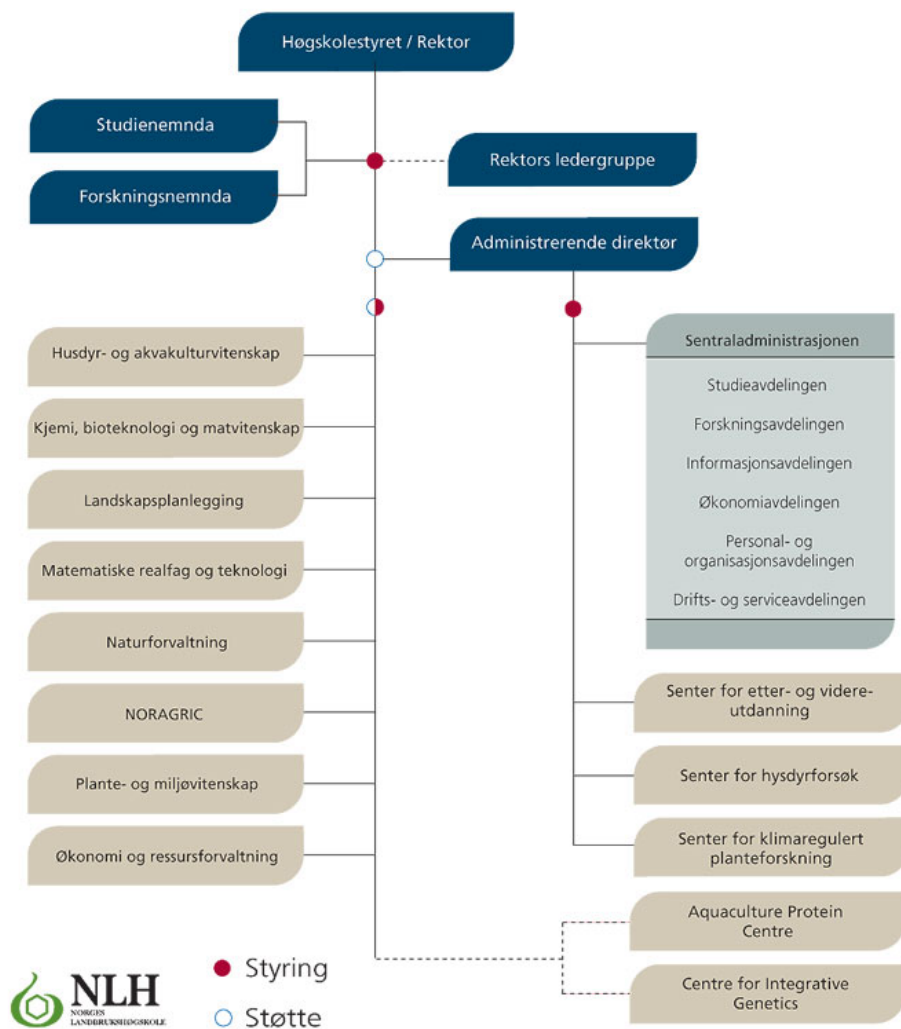 Høgskolestyret / Rektor
Studienemnda
Rektors ledergruppe
Forskningsnemnda
Administrerende direktør
Husdyr- og akvakulturvitenskap
Kjemi, bioteknologi og matvitenskap
Landskapsplanlegging
Matematiske realfag og teknologi
Naturforvaltning
NORAGRIC
Plante- og miljøvitenskap
Økonomi og ressursforvaltning
Sentraladministrasjonen
Studieavdelingen
Forskningsavdelingen
Informasjonsavdelingen
Økonomiavdelingen
Personal- og
organisasjonsavdelingen
Drifts- og serviceavdelingen
Senter for etter- og videre-
utdanning
Senter for hysdyrforsøk
Senter for klimaregulert
planteforskning
Aquaculture Protein
Centre
Centre for Integrative
Genetics
NLH
NORGES
LANDBRUKSHØGSKOLE
Styring
Støtte